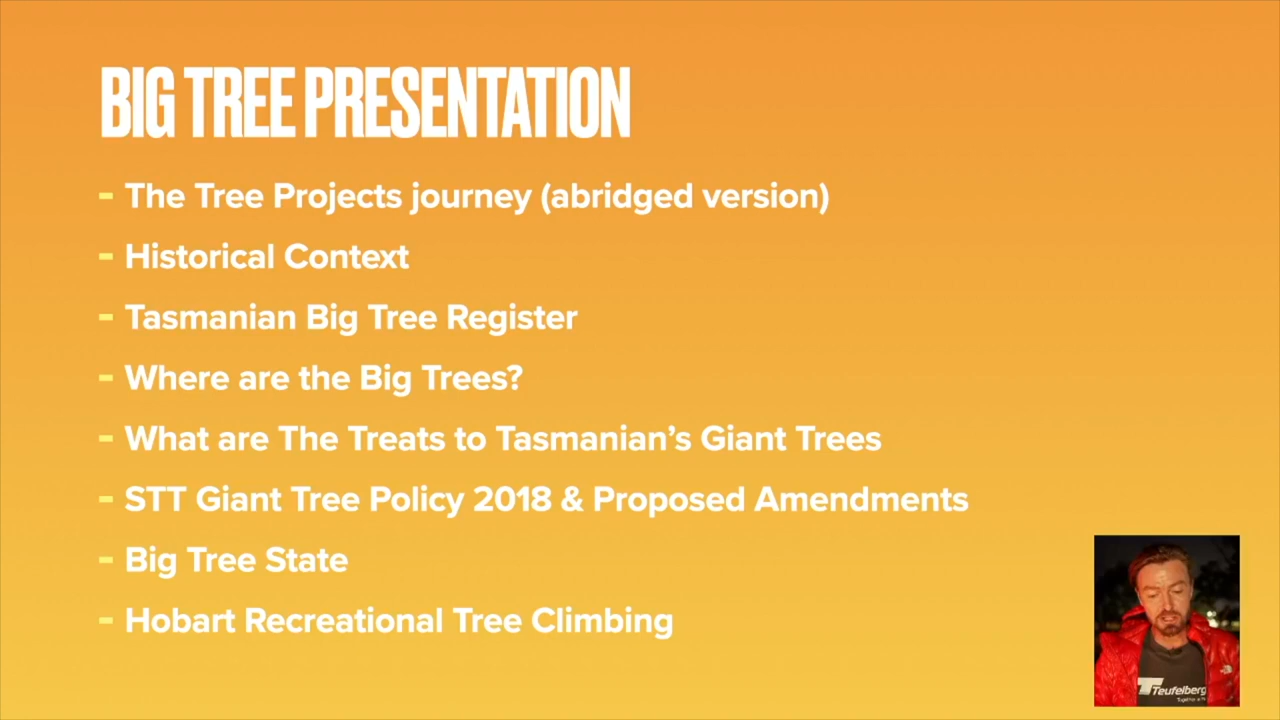 BIG TREE PRESENTATION
- The Tree Projects journey (abridged version)
- Historical Context
- Tasmanian Big Tree Register
- Where are the Big Trees?
- What are The Treats to Tasmanian’s Giant Trees
- STT Giant Tree Policy 2018 & Proposed Amendments
- Big Tree State
- Hobart Recreational Tree Climbing
Teufelberg